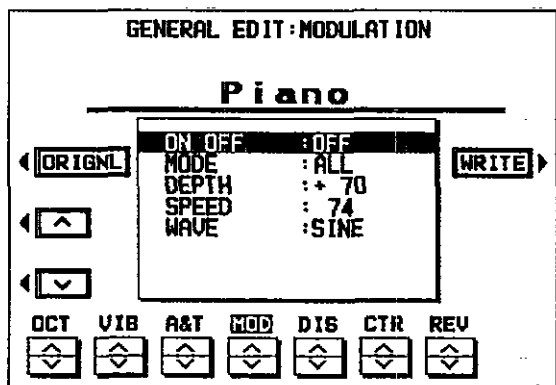 GENERAL EDIT:MODULATION
Piano
ON OFF :OFF
ORIGNL MODE :ALL WRITE
DEPTH :+ 70
SPEED : 74
WAVE :SINE
OCT VIB A&T MOD DIS CTR REV